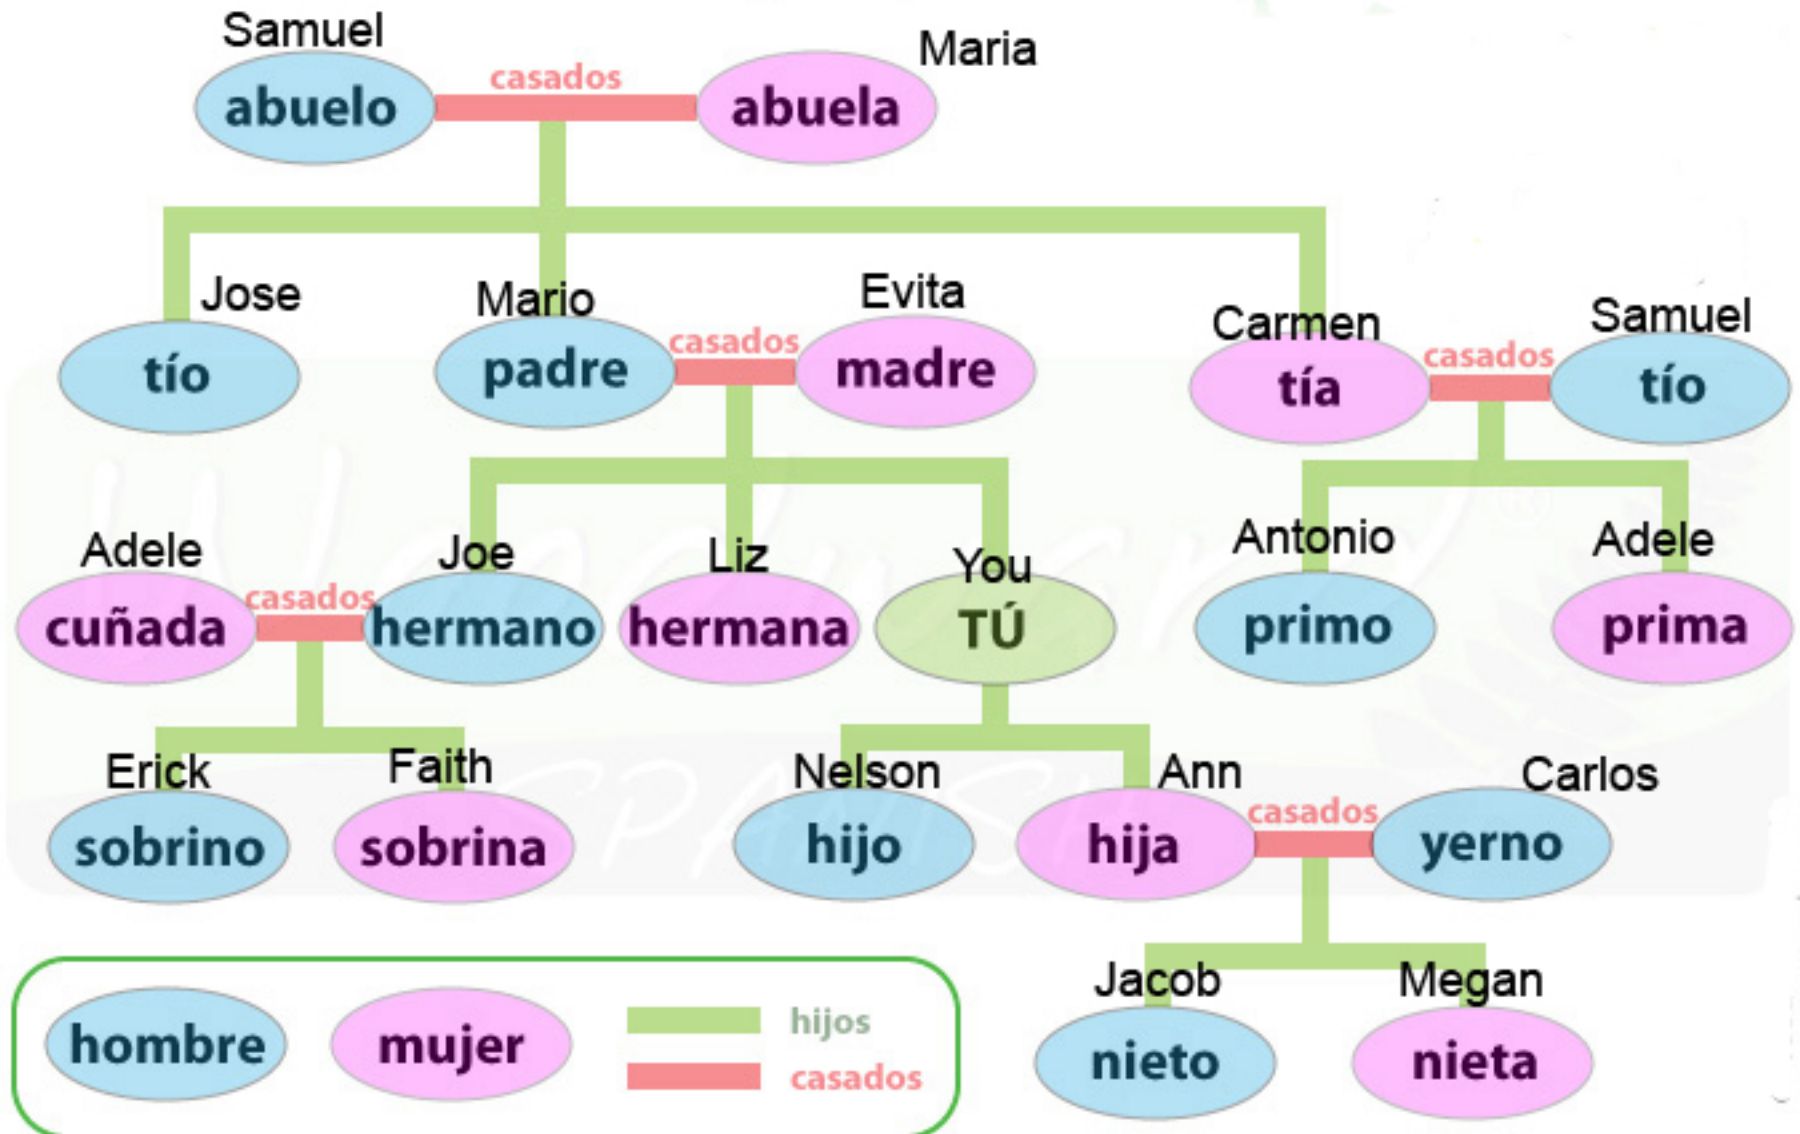 Samuel
Maria
abuelo
casados
abuela
Jose
Mario
Evita
Carmen
Samuel
tío
padre
casados
madre
tía
casados
tío
Adele
Joe
Liz
You
Antonio
Adele
cuñada
casados
hermano
hermana
TÚ
primo
prima
Erick
Faith
Nelson
Ann
Carlos
sobrino
sobrina
hijo
hija
casados
yerno
Jacob
Megan
nieto
nieta
hombre
mujer
hijos
casados